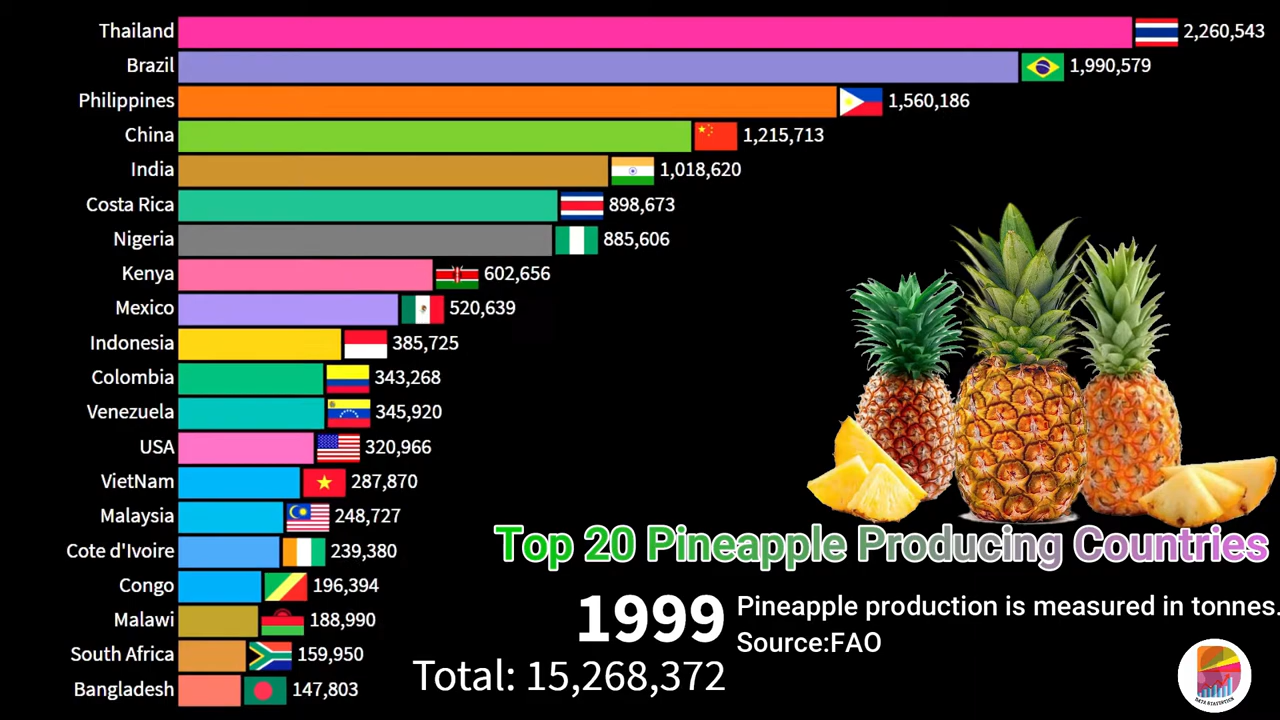 Thailand 2,260,543
Brazil 1,990,579
Philippines 1,560,186
China 1,215,713
India 1,018,620
Costa Rica 898,673
Nigeria 885,606
Kenya 602,656
Mexico 520,639
Indonesia 385,725
Colombia 343,268
Venezuela 345,920
USA 320,966
VietNam 287,870
Malaysia 248,727
Cote d'Ivoire 239,380
Congo 196,394
Malawi 188,990
South Africa 159,950
Bangladesh 147,803
Top 20 Pineapple Producing Countries
1999
Pineapple production is measured in tonnes.
Source:FAO
Total: 15,268,372
DATA STATISTICS